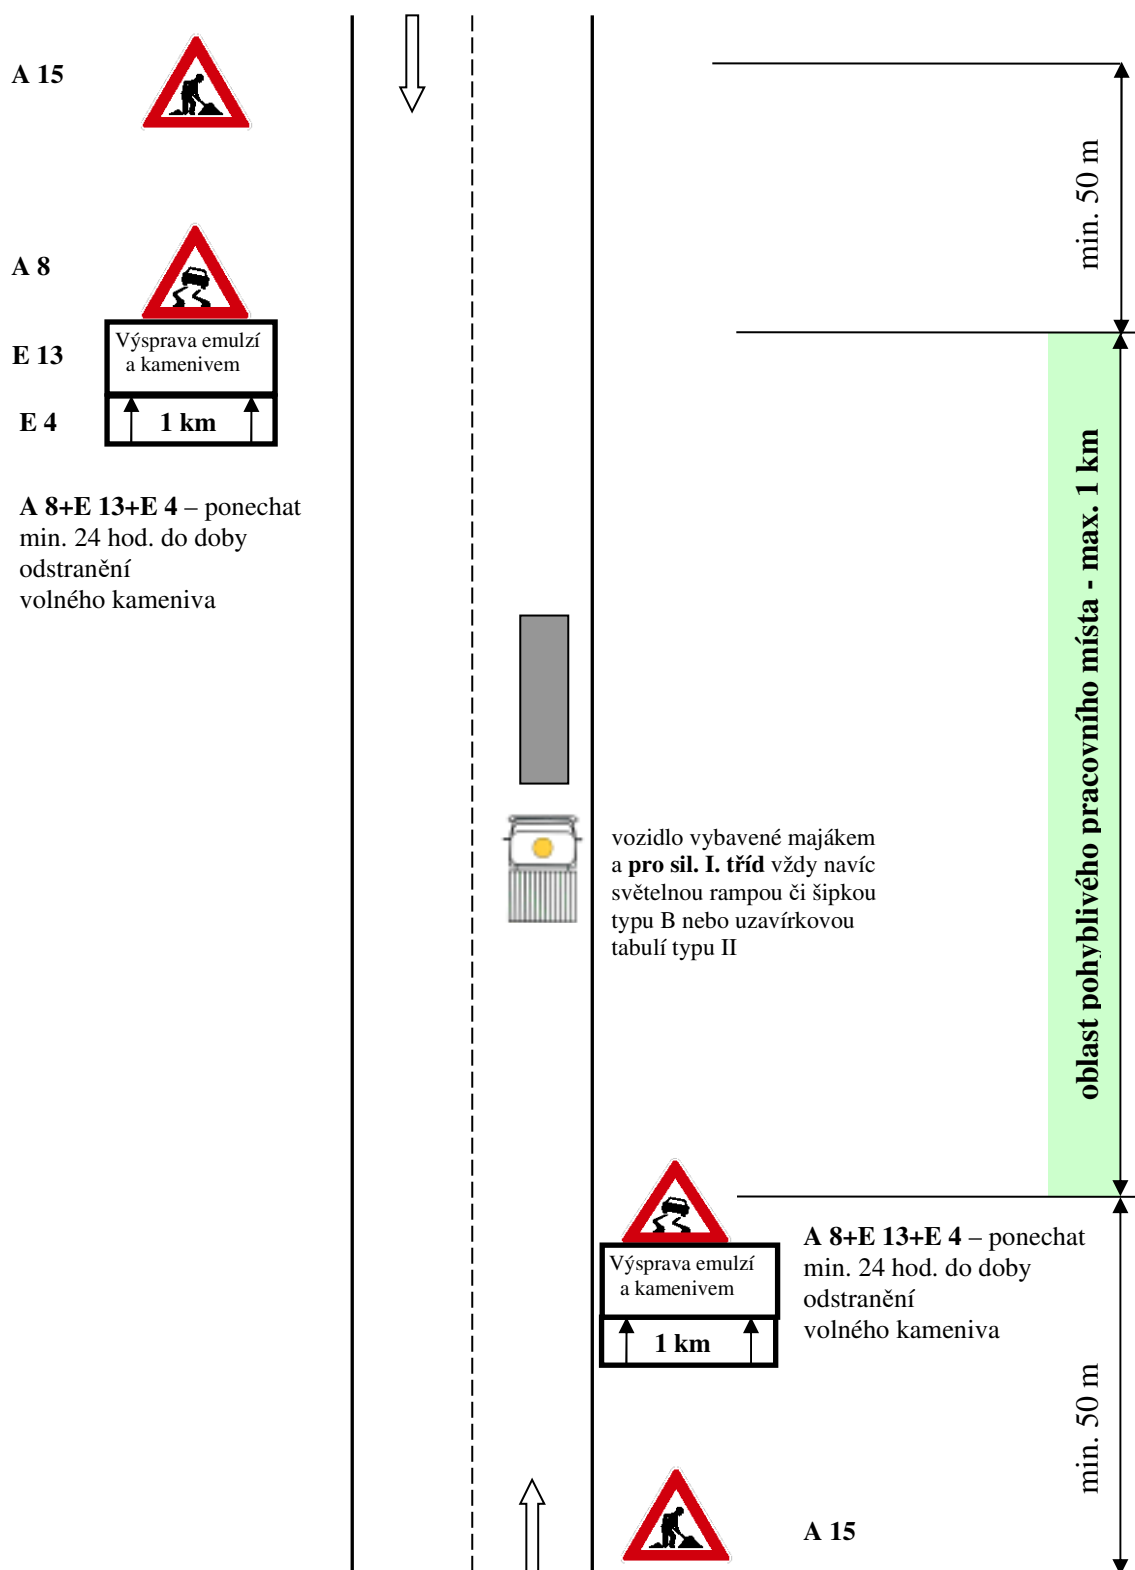 A 15
min. 50 m
A 8
Výsprava emulzí
a kamenivem
E 13
E 4
1 km
A 8+E 13+E 4 – ponechat
min. 24 hod. do doby
odstranění
volného kameniva
oblast pohyblivého pracovního místa - max. 1 km
vozidlo vybavené majákem
a pro sil. I. tříd vždy navíc
světelnou rampou či šipkou
typu B nebo uzavírkovou
tabulí typu II
Výsprava emulzí
a kamenivem
1 km
A 8+E 13+E 4 – ponechat
min. 24 hod. do doby
odstranění
volného kameniva
min. 50 m
A 15